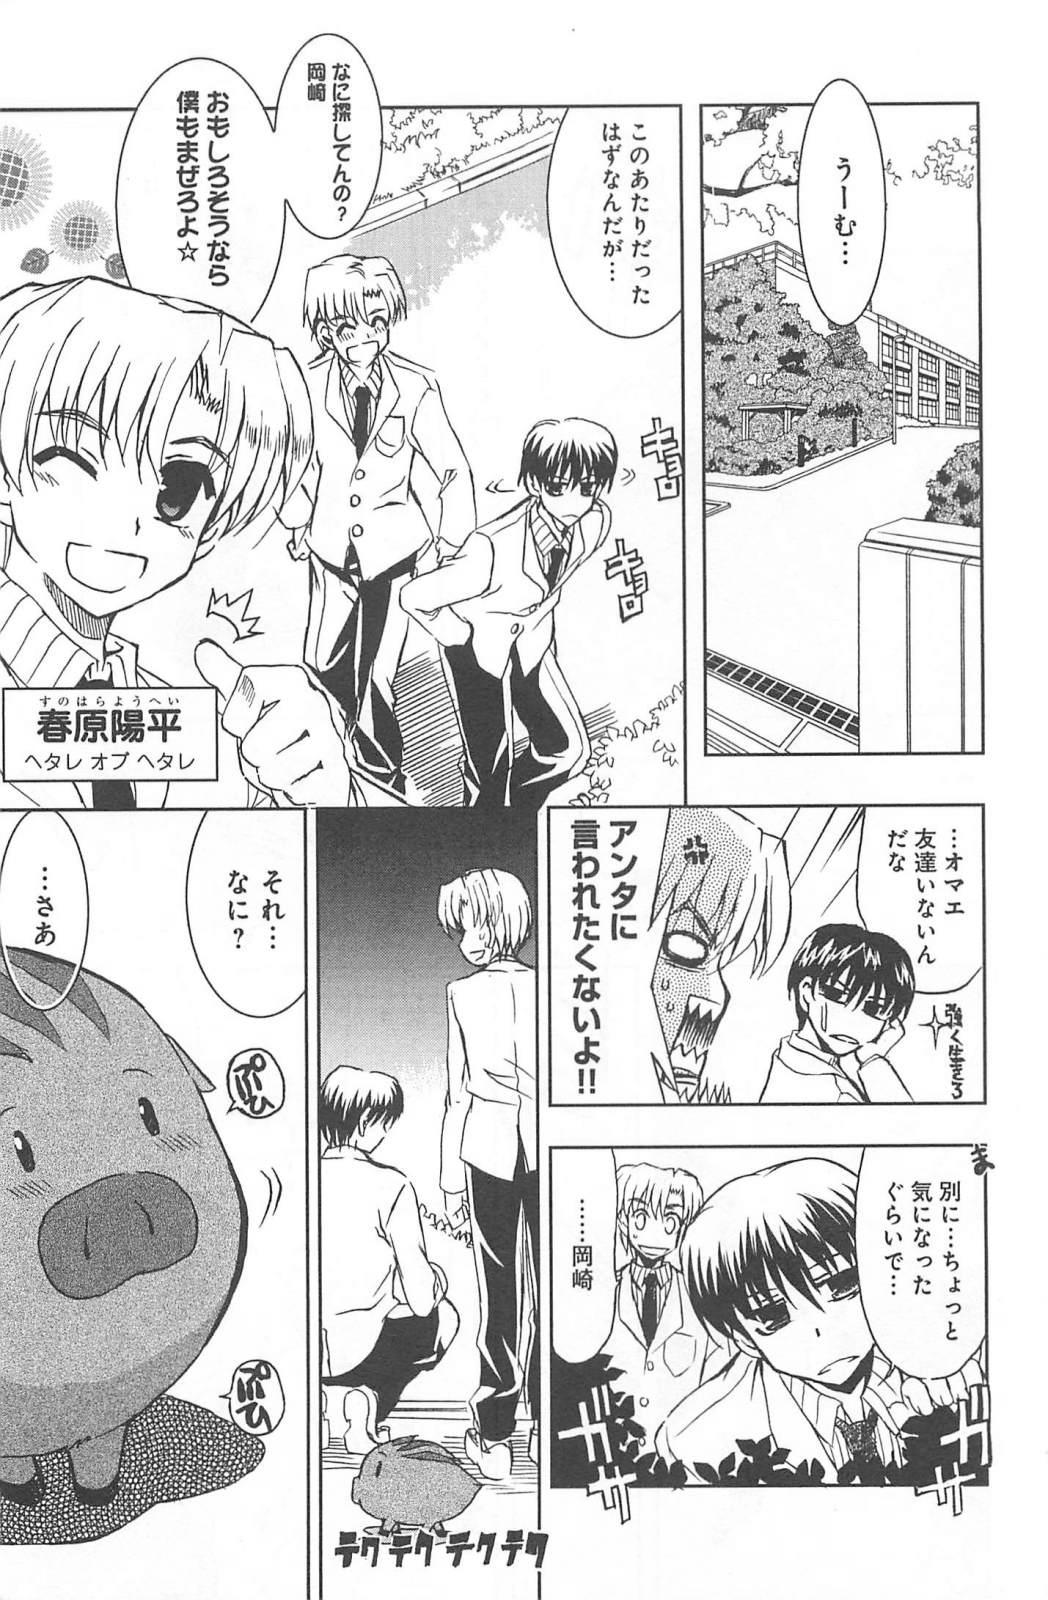 うーむ…
このあたりだった
はずなんだが…
キョロ
キョロ
なに探してんの？
岡崎
おもしろそうなら
僕もまぜろよ☆
すのはらようへい
春原陽平
ヘタレ オブ ヘタレ
…オマエ
友達いないん
だな
強く生きろ
アンタに
言われたくないよ!!
ま
別に…ちょっと
気になった
ぐらいで…
……岡崎
ガサ
ガサ
テクテクテクテク
それ…
なに？
…さあ
ぷひ
ぷひ